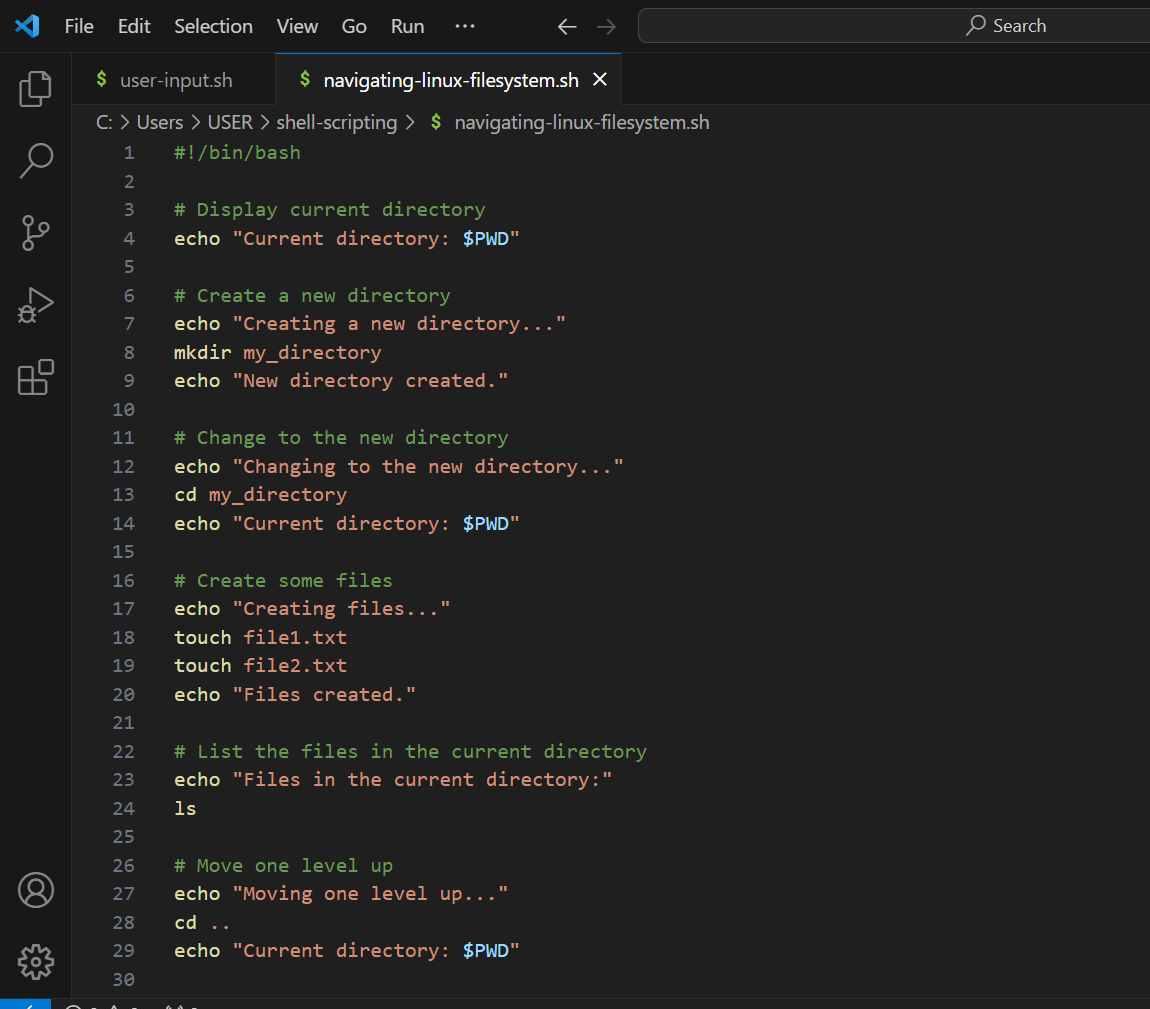 File Edit Selection View Go Run ··· ← → Search
$ user-input.sh $ navigating-linux-filesystem.sh ×
C: > Users > USER > shell-scripting > $ navigating-linux-filesystem.sh
1 #!/bin/bash
2
3 # Display current directory
4 echo "Current directory: $PWD"
5
6 # Create a new directory
7 echo "Creating a new directory..."
8 mkdir my_directory
9 echo "New directory created."
10
11 # Change to the new directory
12 echo "Changing to the new directory..."
13 cd my_directory
14 echo "Current directory: $PWD"
15
16 # Create some files
17 echo "Creating files..."
18 touch file1.txt
19 touch file2.txt
20 echo "Files created."
21
22 # List the files in the current directory
23 echo "Files in the current directory:"
24 ls
25
26 # Move one level up
27 echo "Moving one level up..."
28 cd ..
29 echo "Current directory: $PWD"
30